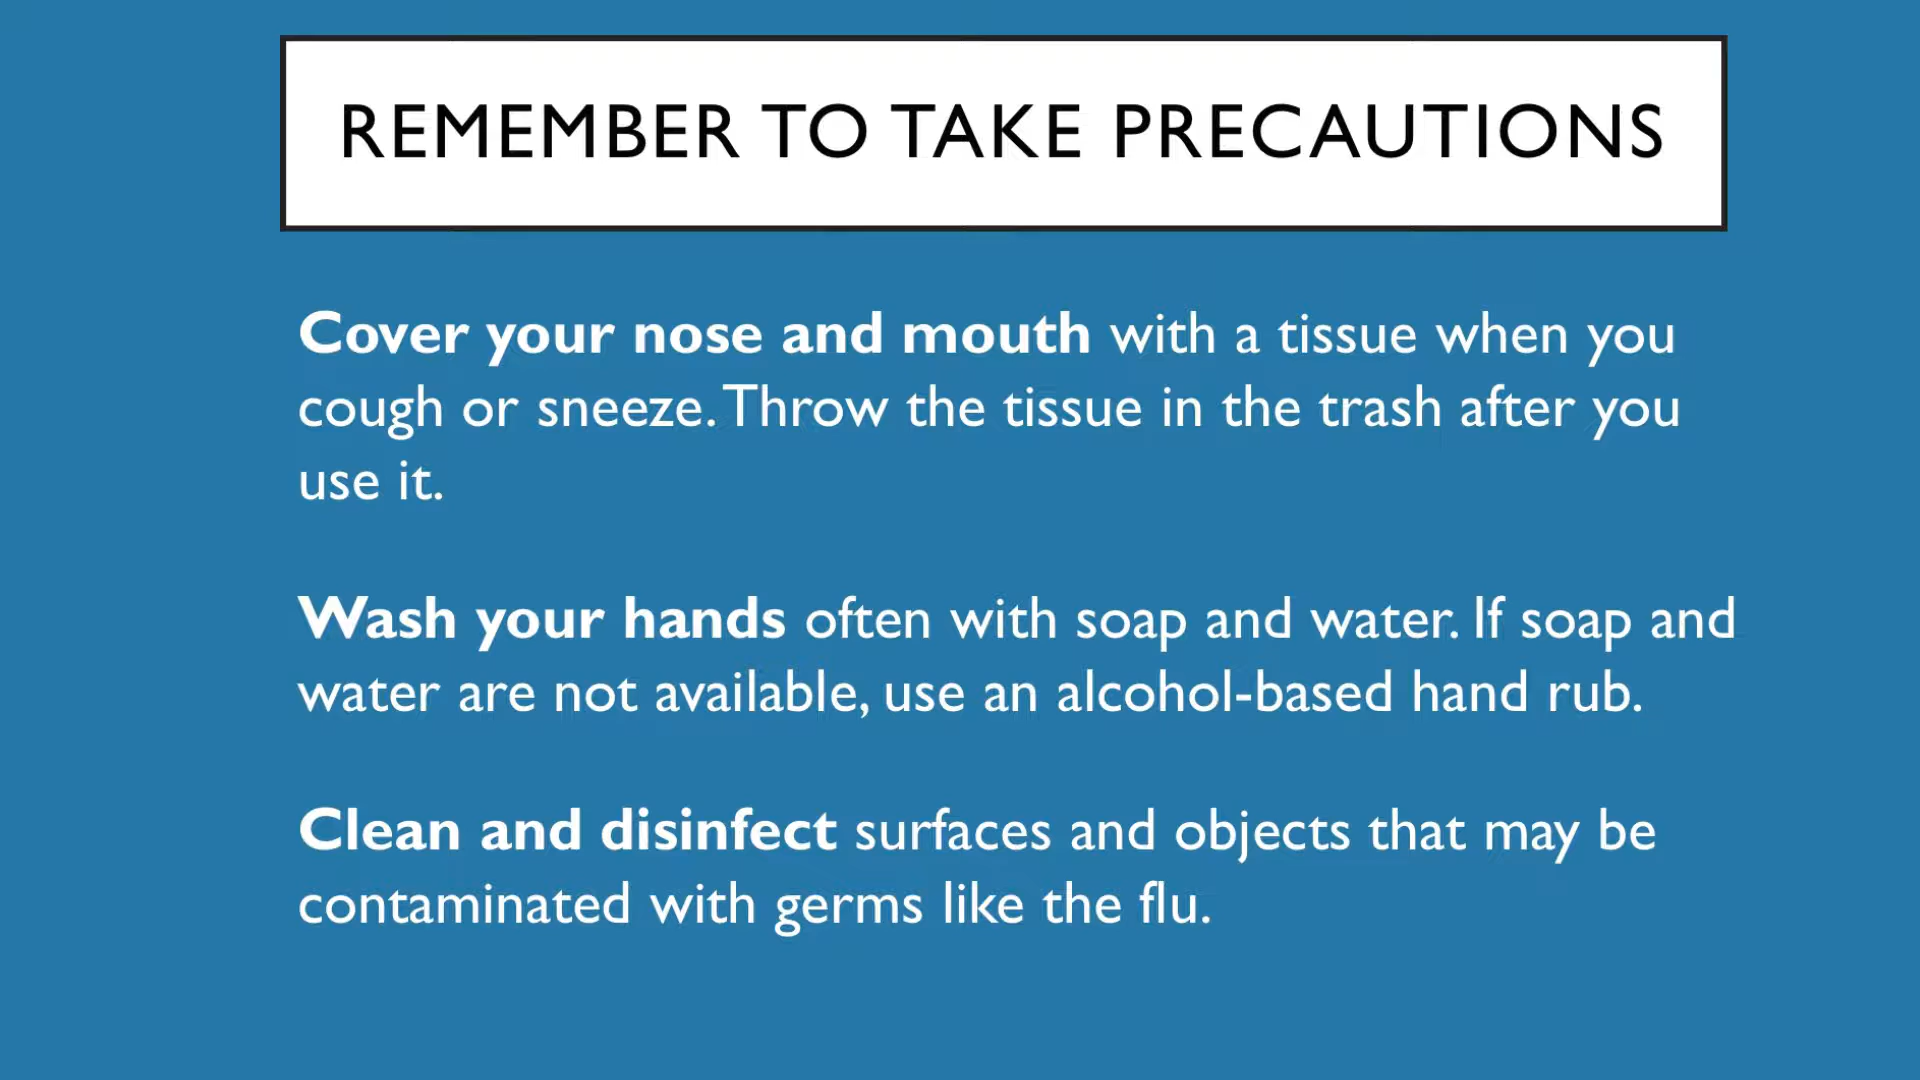 REMEMBER TO TAKE PRECAUTIONS
Cover your nose and mouth with a tissue when you
cough or sneeze. Throw the tissue in the trash after you
use it.
Wash your hands often with soap and water. If soap and
water are not available, use an alcohol-based hand rub.
Clean and disinfect surfaces and objects that may be
contaminated with germs like the flu.